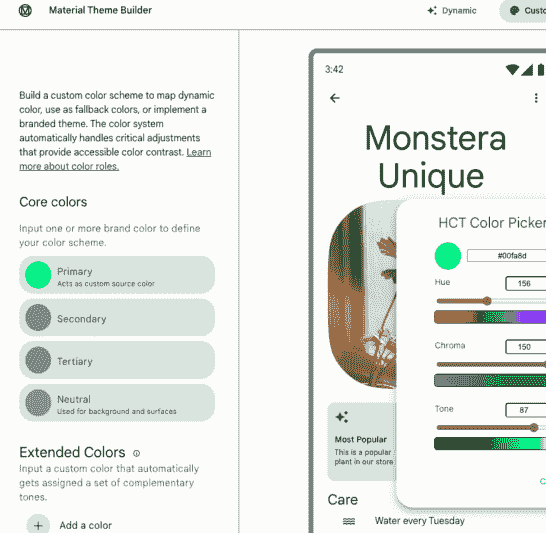 Material Theme Builder
Dynamic
Build a custom color scheme to map dynamic
color, use as fallback colors, or implement a
branded theme. The color system
automatically handles critical adjustments
that provide accessible color contrast. Learn
more about color roles.
Core colors
Input one or more brand color to define
your color scheme.
Primary
Acts as custom source color
Secondary
Tertiary
Neutral
Used for background and surfaces
Extended Colors
Input a custom color that automatically
gets assigned a set of complementary
tones.
Add a color
3:42
Monstera
Unique
Most Popular
This is a popular
plant in our store
Care
Water every Tuesday
HCT Color Picker
#00fa8d
Hue
156
Chroma
150
Tone
87